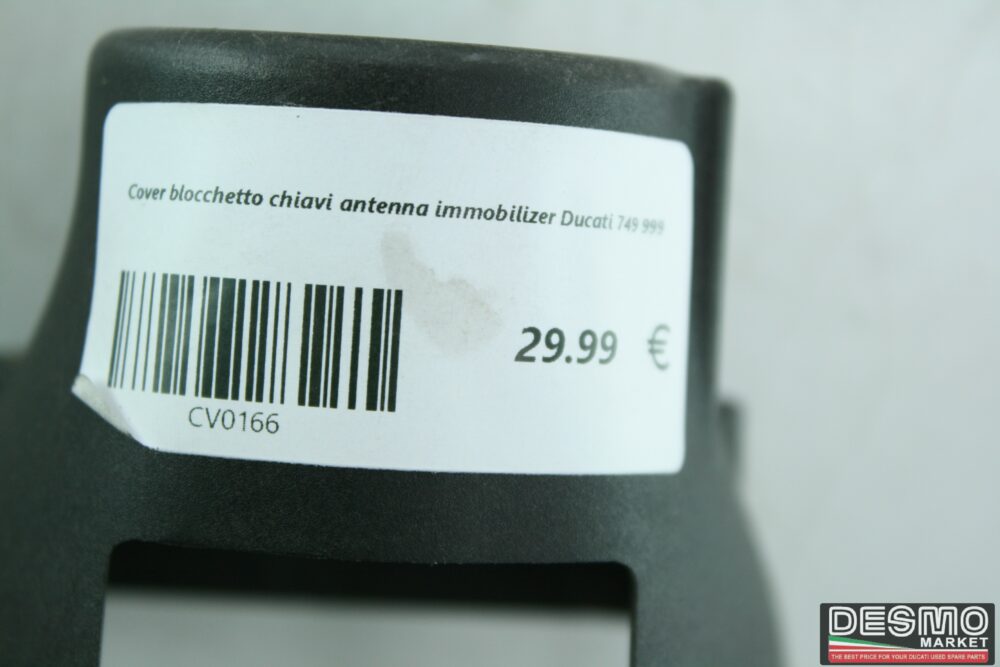 Cover blocchetto chiavi antenna immobilizer Ducati 749 999
29.99 €
CV0166
DESMO
MARKET
THE BEST PRICE FOR YOUR DUCATI USED SPARE PARTS